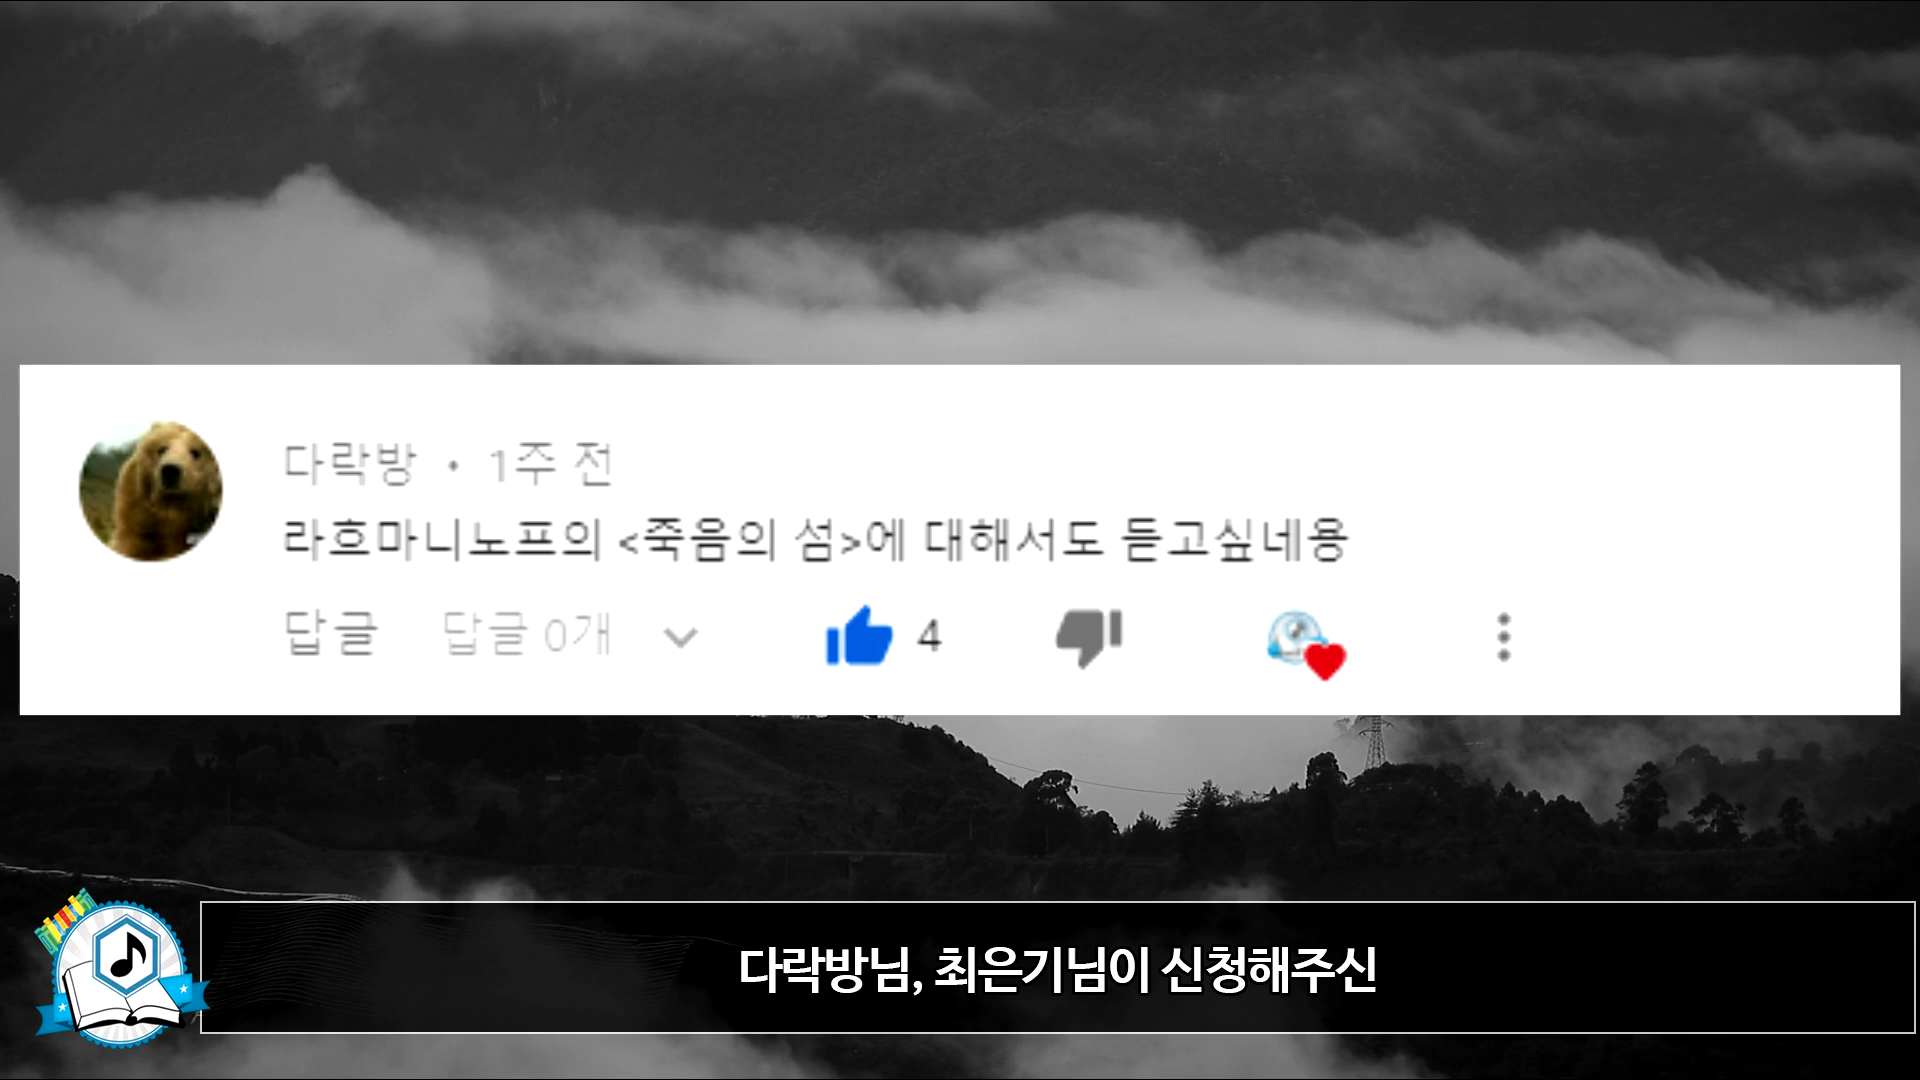 다락방 • 1주 전
라흐마니노프의 <죽음의 섬>에 대해서도 듣고싶네용
답글 답글 0개 4
다락방님, 최은기님이 신청해주신